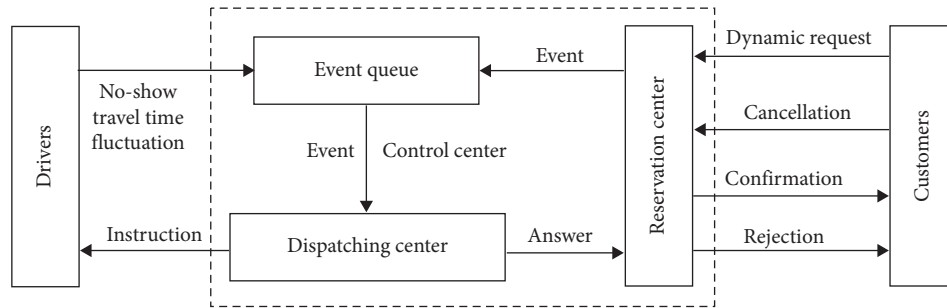 Drivers
No-show
travel time
fluctuation
Instruction
Event queue
Event
Event
Control center
Dispatching center
Answer
Reservation center
Dynamic request
Cancellation
Confirmation
Rejection
Customers